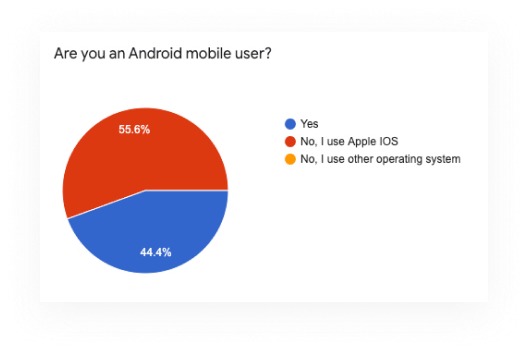 Are you an Android mobile user?
55.6%
44.4%
Yes
No, I use Apple IOS
No, I use other operating system